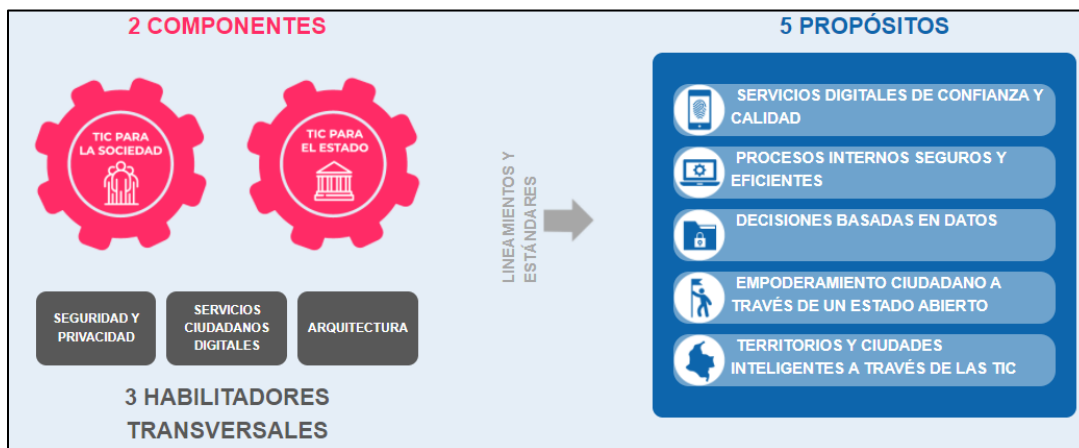 2 COMPONENTES
TIC PARA
LA SOCIEDAD
TIC PARA
EL ESTADO
SEGURIDAD Y
PRIVACIDAD
SERVICIOS
CIUDADANOS
DIGITALES
ARQUITECTURA
3 HABILITADORES
TRANSVERSALES
LINEAMIENTOS Y
ESTÁNDARES
5 PROPÓSITOS
SERVICIOS DIGITALES DE CONFIANZA Y
CALIDAD
PROCESOS INTERNOS SEGUROS Y
EFICIENTES
DECISIONES BASADAS EN DATOS
EMPODERAMIENTO CIUDADANO A
TRAVÉS DE UN ESTADO ABIERTO
TERRITORIOS Y CIUDADES
INTELIGENTES A TRAVÉS DE LAS TIC